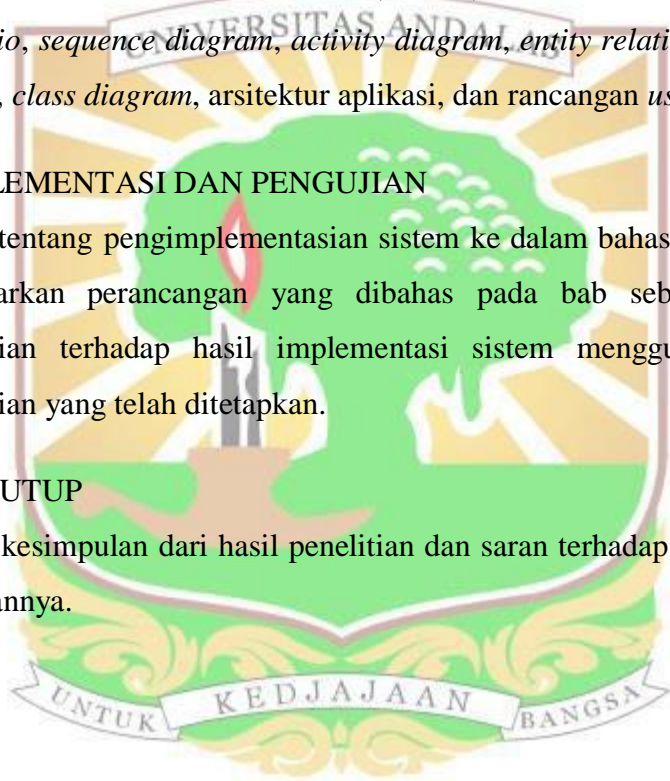 UNIVERSITAS ANDALAS
io, sequence diagram, activity diagram, entity relati
, class diagram, arsitektur aplikasi, dan rancangan us
LEMENTASI DAN PENGUJIAN
tentang pengimplementasian sistem ke dalam bahas
arkan perancangan yang dibahas pada bab seb
ian terhadap hasil implementasi sistem menggu
ian yang telah ditetapkan.
UTUP
kesimpulan dari hasil penelitian dan saran terhadap
annya.
UNTUK KEDJAJAAN BANGSA